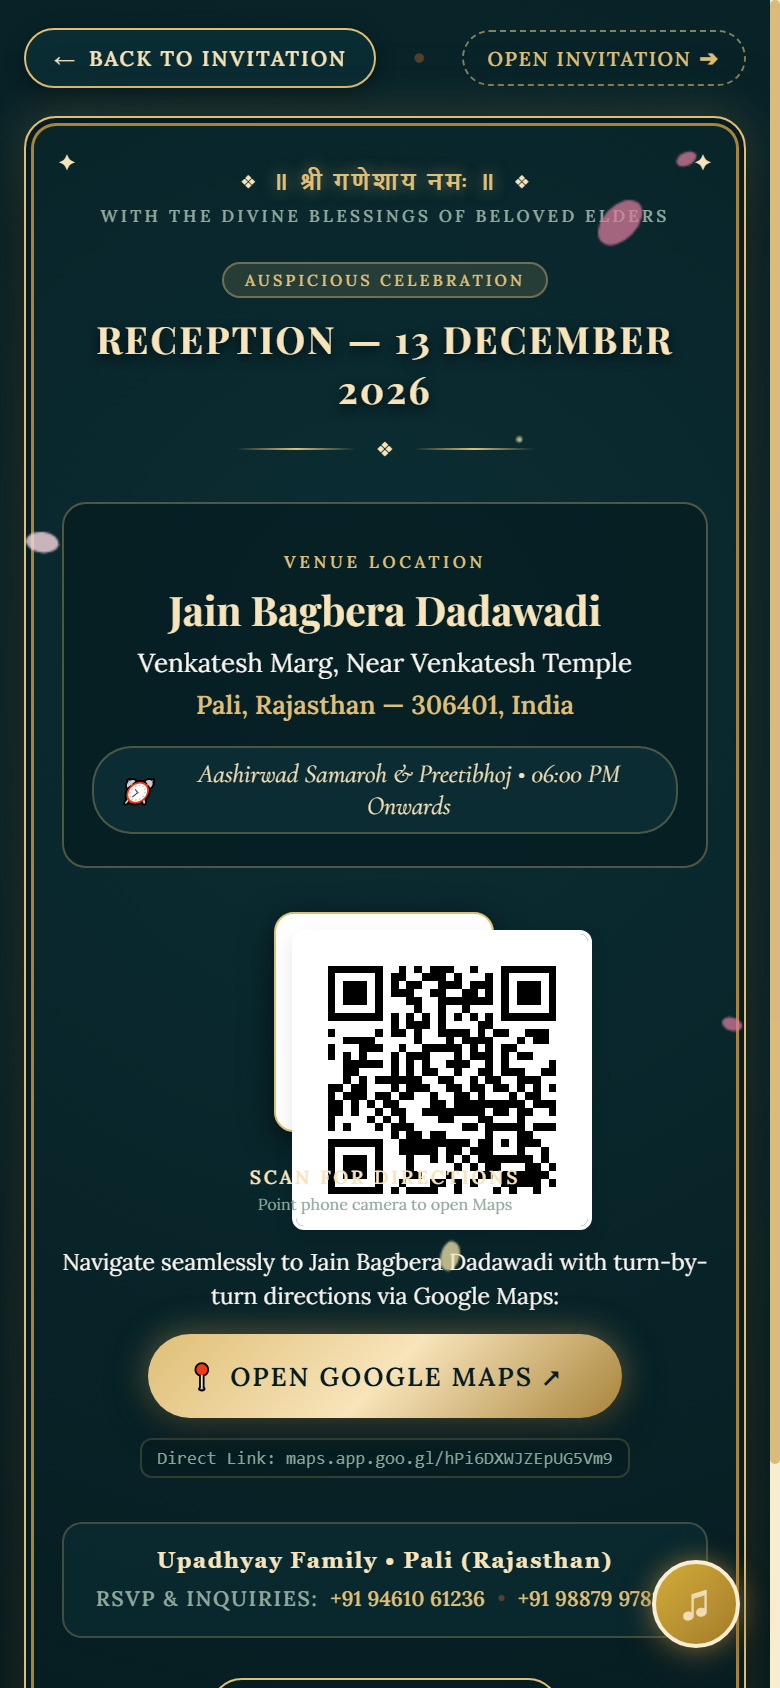 ← BACK TO INVITATION
OPEN INVITATION ➔
॥ श्री गणेशाय नमः ॥
WITH THE DIVINE BLESSINGS OF BELOVED ELDERS
AUSPICIOUS CELEBRATION
RECEPTION — 13 DECEMBER
2026
VENUE LOCATION
Jain Bagbera Dadawadi
Venkatesh Marg, Near Venkatesh Temple
Pali, Rajasthan — 306401, India
Aashirwad Samaroh & Preetibhoj • 06:00 PM
Onwards
SCAN FOR DIRECTIONS
Point phone camera to open Maps
Navigate seamlessly to Jain Bagbera Dadawadi with turn-by-
turn directions via Google Maps:
OPEN GOOGLE MAPS ↗
Direct Link: maps.app.goo.gl/hPi6DXWJZEpUG5Vm9
Upadhyay Family • Pali (Rajasthan)
RSVP & INQUIRIES: +91 94610 61236 • +91 98879 978